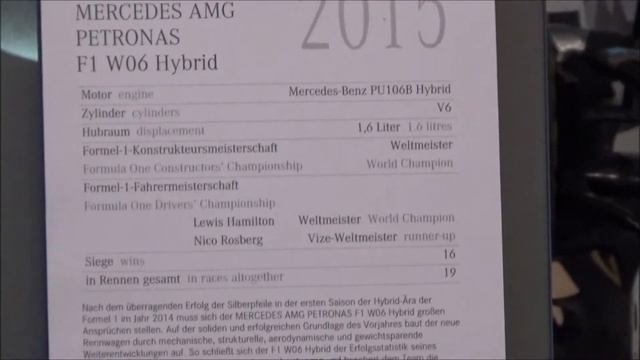 MERCEDES AMG
PETRONAS
F1 W06 Hybrid
2015
Motor engine Mercedes-Benz PU106B Hybrid
Zylinder cylinders V6
Hubraum displacement 1,6 Liter 1.6 litres
Formel-1-Konstrukteursmeisterschaft Weltmeister
Formula One Constructors' Championship World Champion
Formel-1-Fahrermeisterschaft
Formula One Drivers' Championship
Lewis Hamilton Weltmeister World Champion
Nico Rosberg Vize-Weltmeister runner-up
Siege wins 16
in Rennen gesamt in races altogether 19
Nach dem überragenden Erfolg der Silberpfeile in der ersten Saison der Hybrid-Ära der
Formel 1 im Jahr 2014 muss sich der MERCEDES AMG PETRONAS F1 W06 Hybrid großen
Ansprüchen stellen. Auf der soliden und erfolgreichen Grundlage des Vorjahres baut der neue
Rennwagen durch mechanische, strukturelle, aerodynamische und gewichtsparende
Weiterentwicklungen auf. So schließt sich der F1 W06 Hybrid der Erfolgsstatistik seines